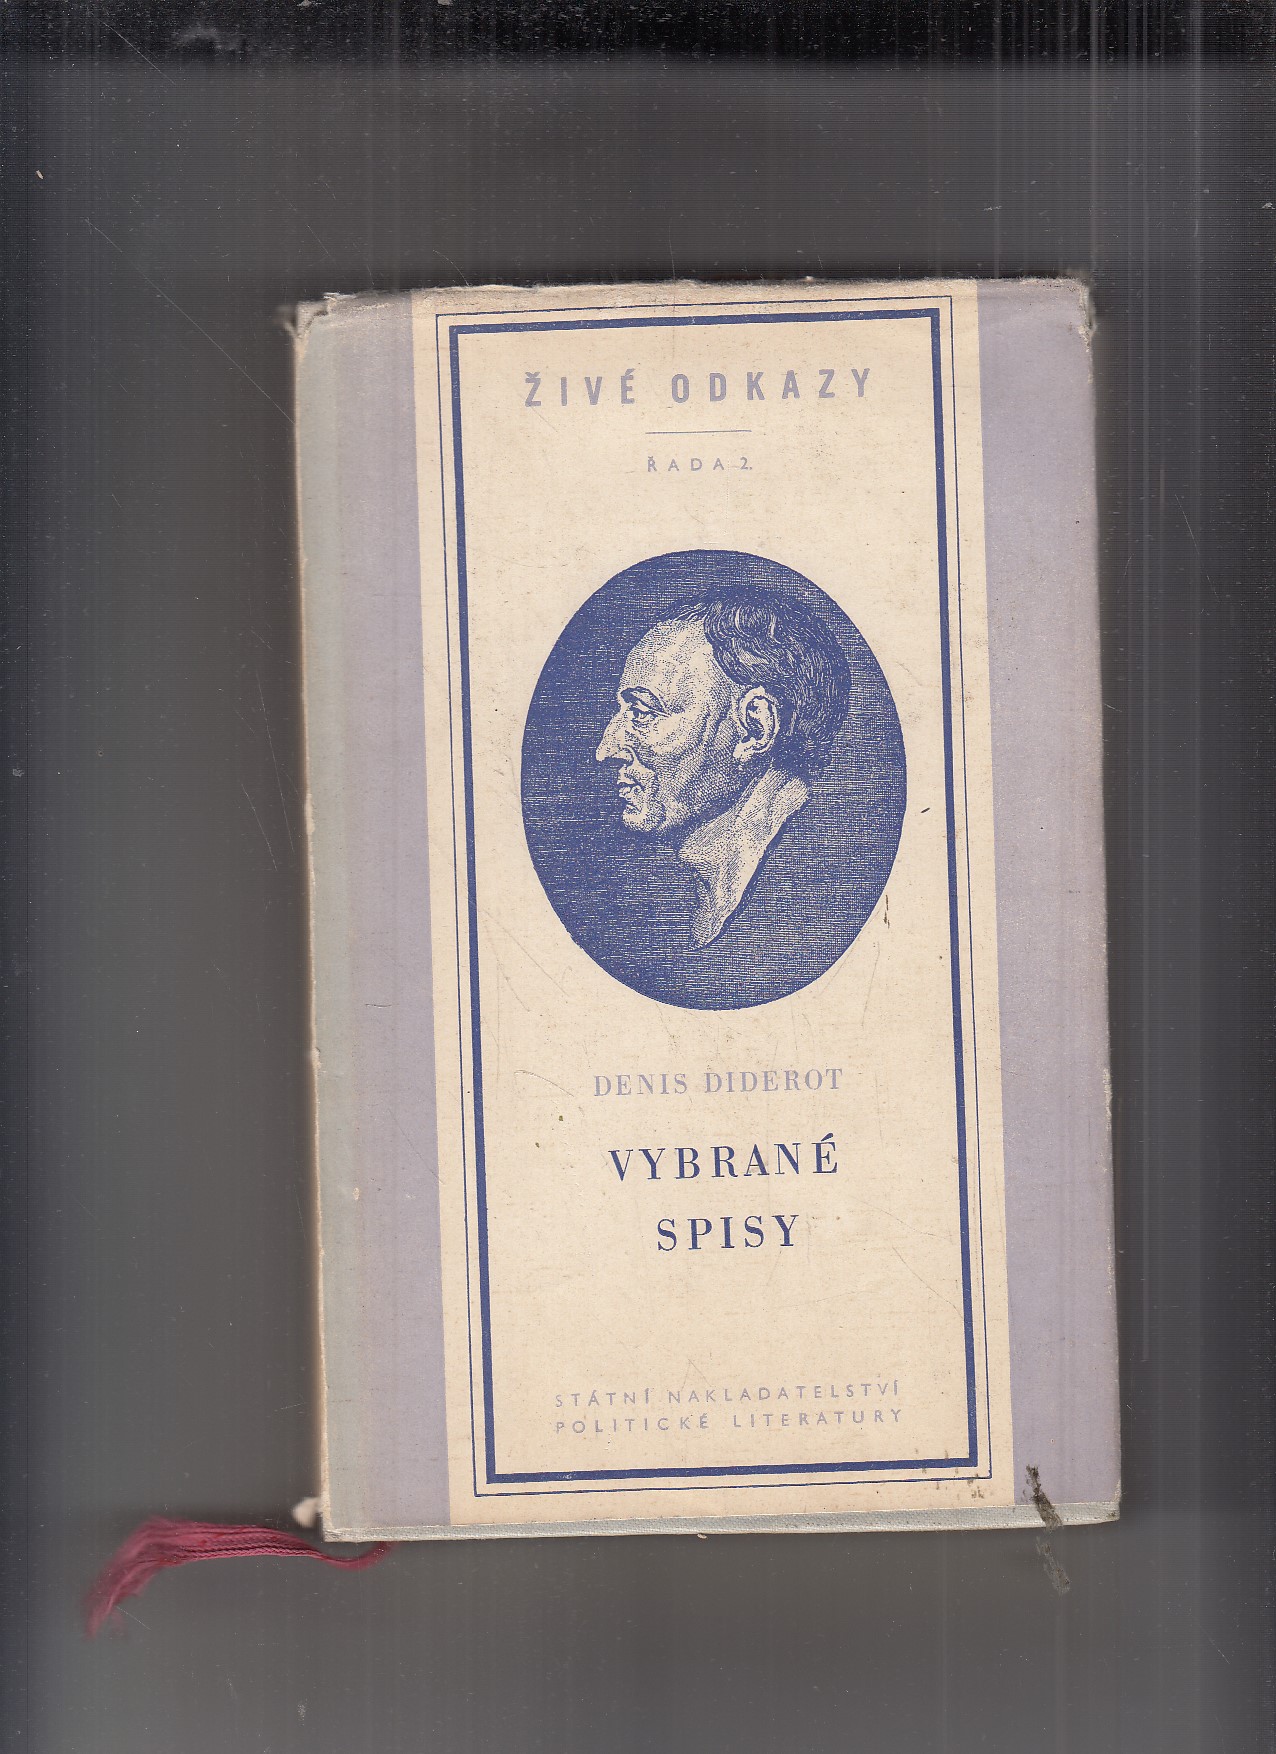 ŽIVÉ ODKAZY
ŘADA 2.
DENIS DIDEROT
VYBRANÉ
SPISY
STÁTNÍ NAKLADATELSTVÍ
POLITICKÉ LITERATURY